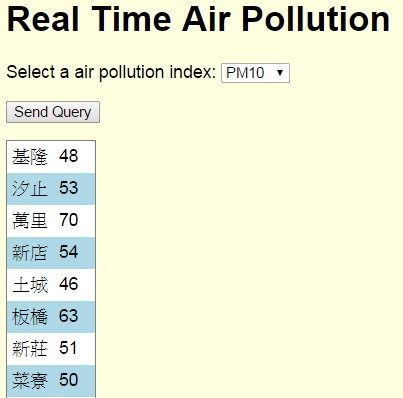 Real Time Air Pollution
Select a air pollution index: PM10
Send Query
基隆 48
汐止 53
萬里 70
新店 54
土城 46
板橋 63
新莊 51
菜寮 50